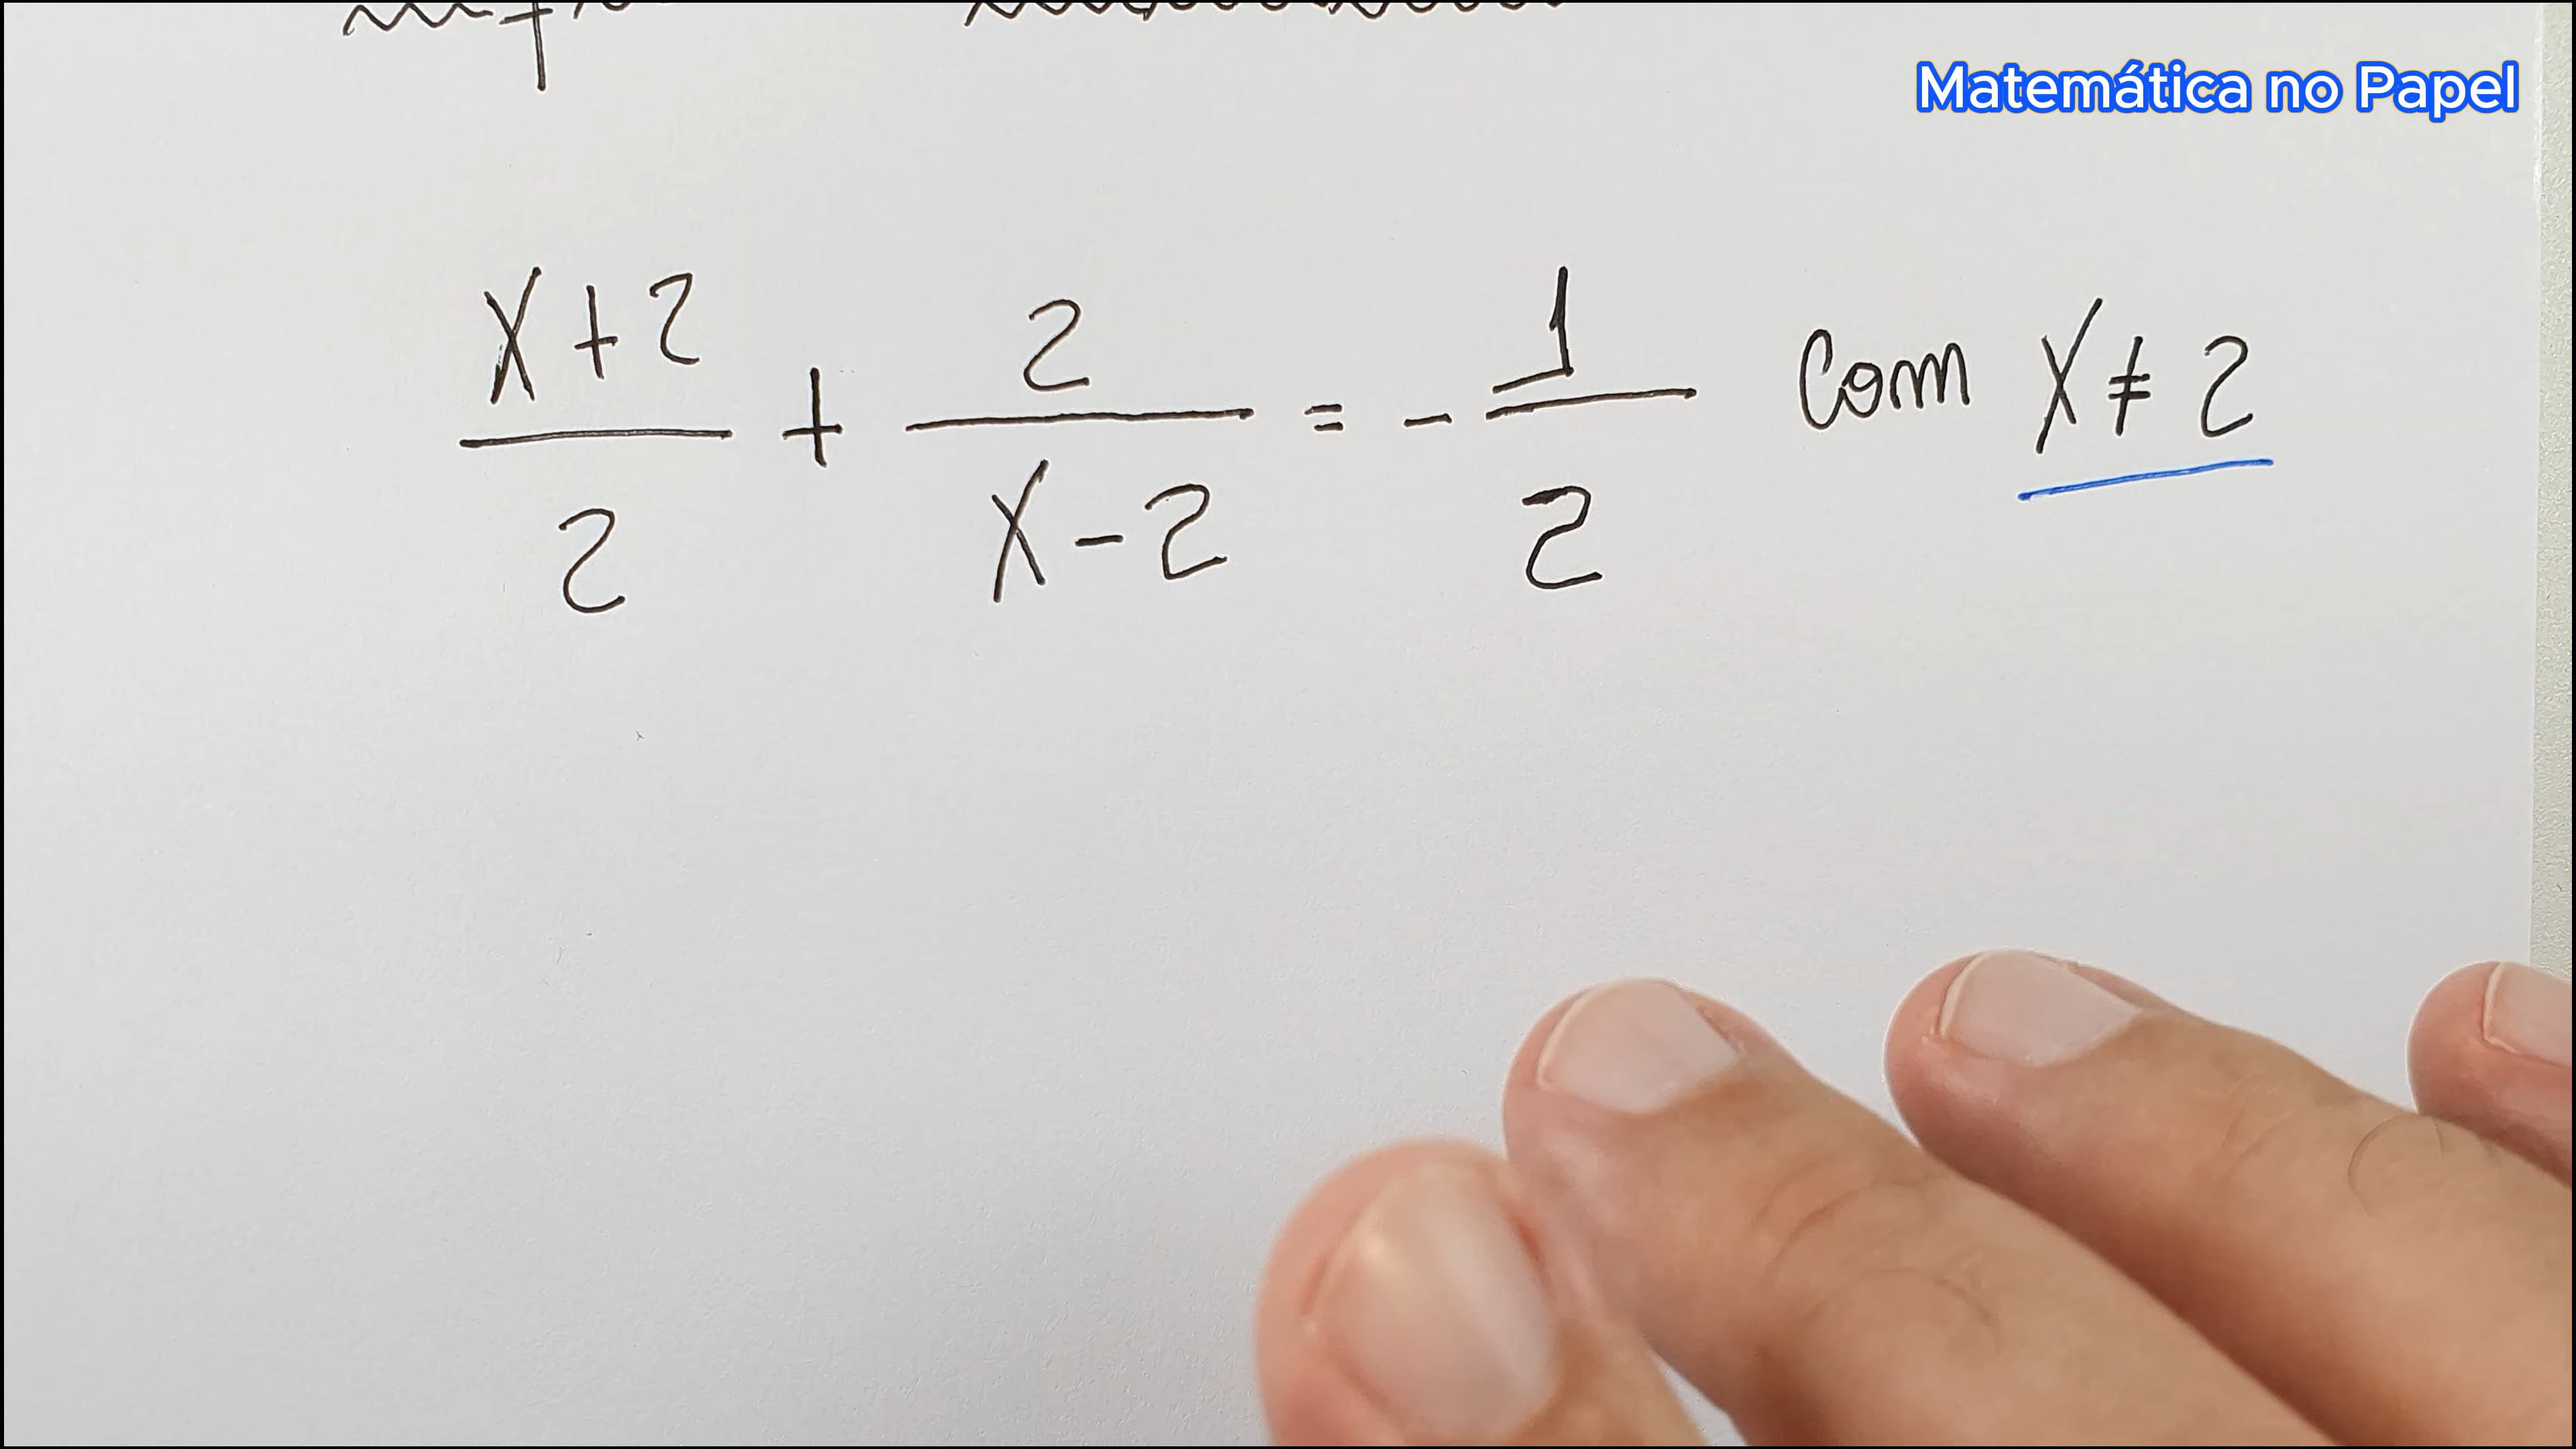 Matemática no Papel
x+2/2 + 2/x-2 = -1/2 com x≠2